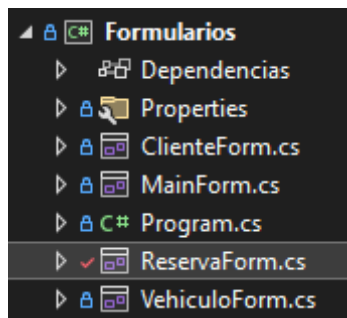 C# Formularios
Dependencias
Properties
ClienteForm.cs
MainForm.cs
C# Program.cs
ReservaForm.cs
VehiculoForm.cs